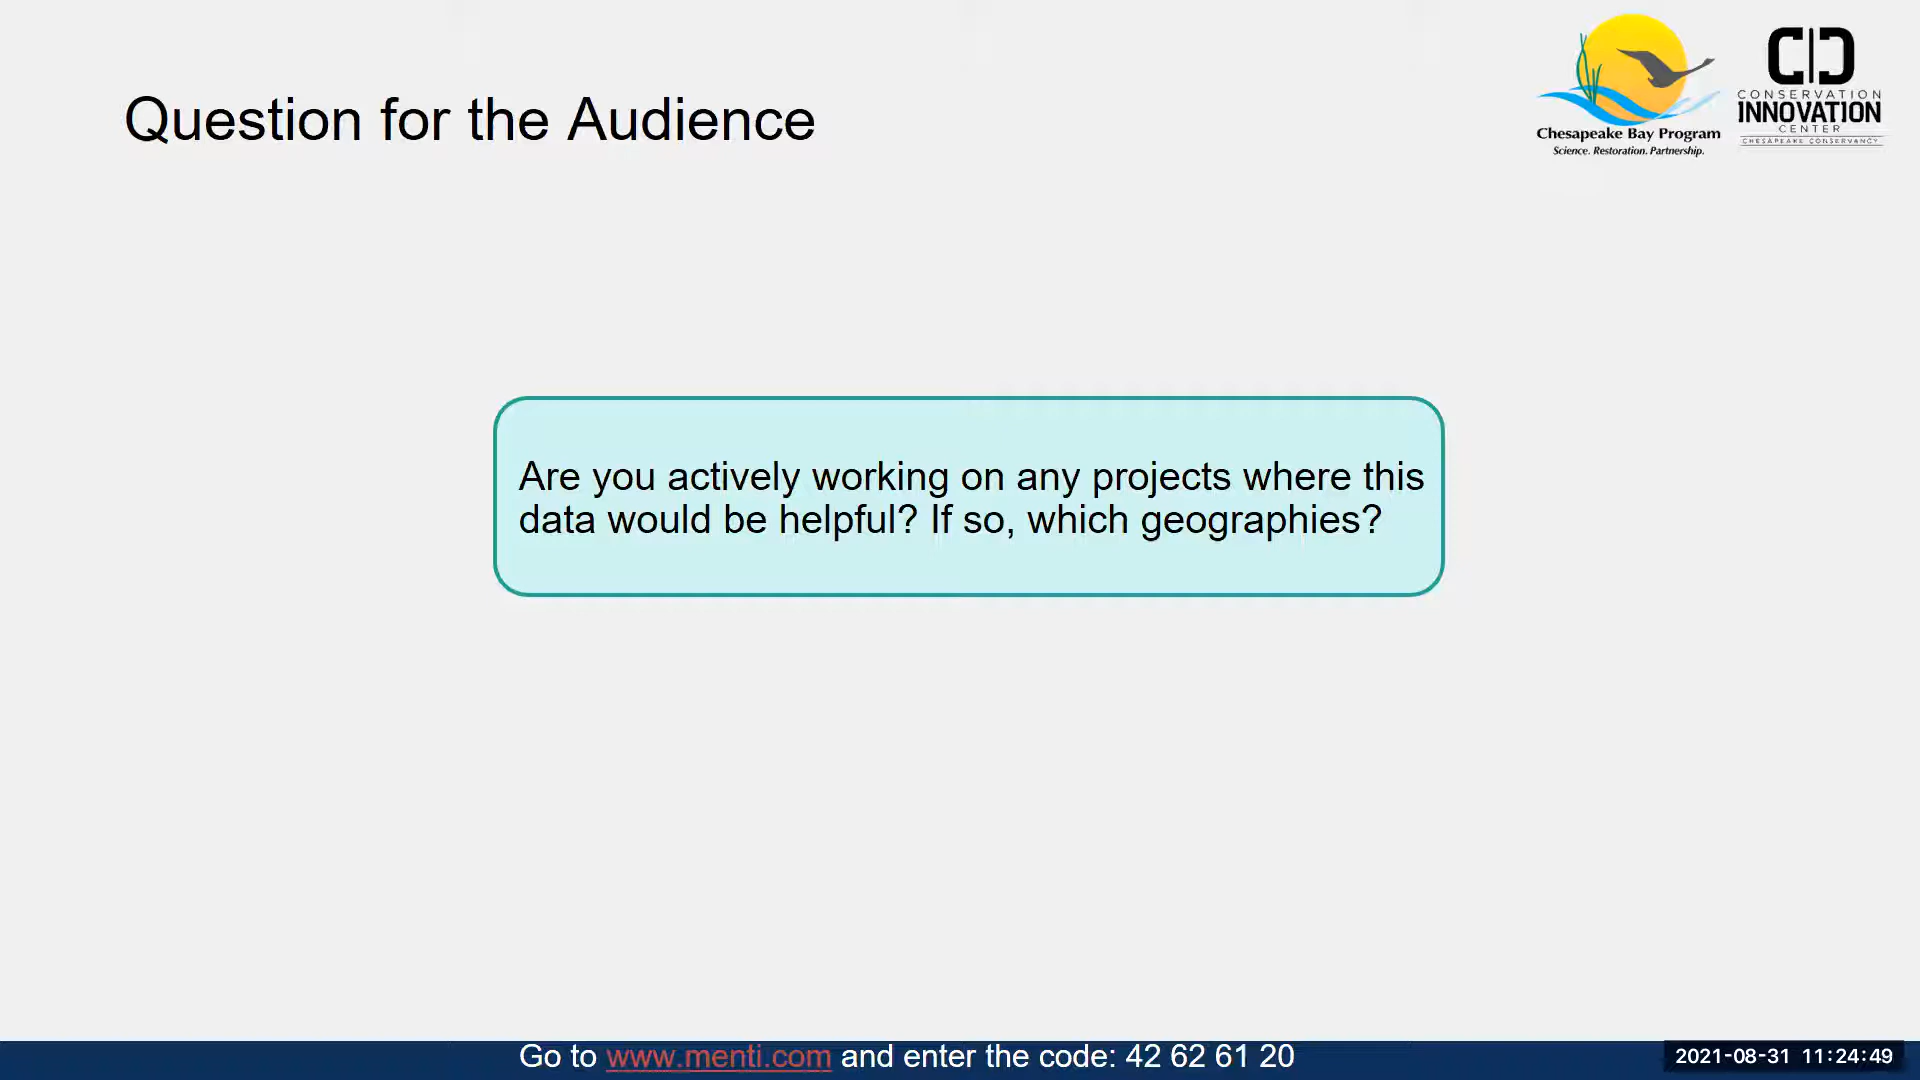 Chesapeake Bay Program
Science. Restoration. Partnership.
CONSERVATION
INNOVATION
CENTER
CHESAPEAKE CONSERVANCY
Question for the Audience
Are you actively working on any projects where this
data would be helpful? If so, which geographies?
Go to www.menti.com and enter the code: 42 62 61 20
2021-08-31 11:24:49